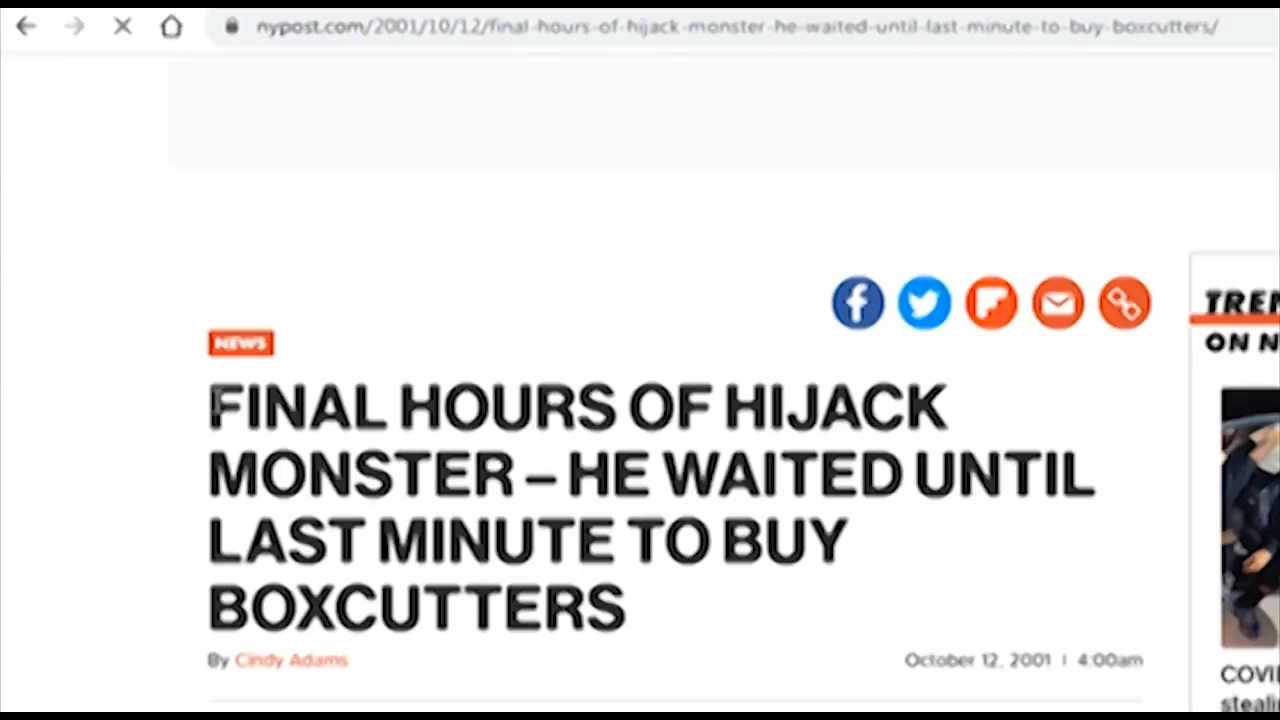 nypost.com/2001/10/12/final-hours-of-hijack-monster-he-waited-until-last-minute-to-buy-boxcutters/
TREN
ON N
NEWS
FINAL HOURS OF HIJACK
MONSTER – HE WAITED UNTIL
LAST MINUTE TO BUY
BOXCUTTERS
By Cindy Adams
October 12, 2001 | 4:00am
COVI
steali